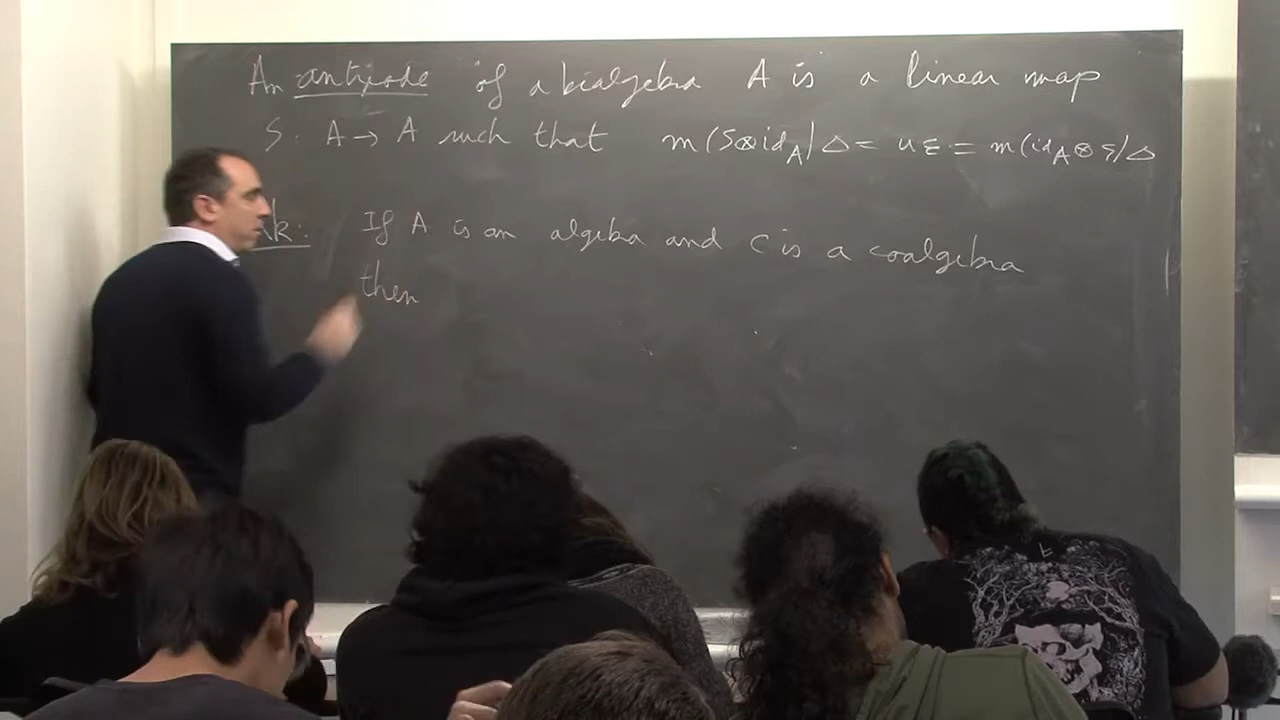 An antipode of a bialgebra A is a linear map
S: A → A such that m(S⊗id_A)Δ = uε = m(id_A⊗S)Δ
If A is an algebra and C is a coalgebra
then